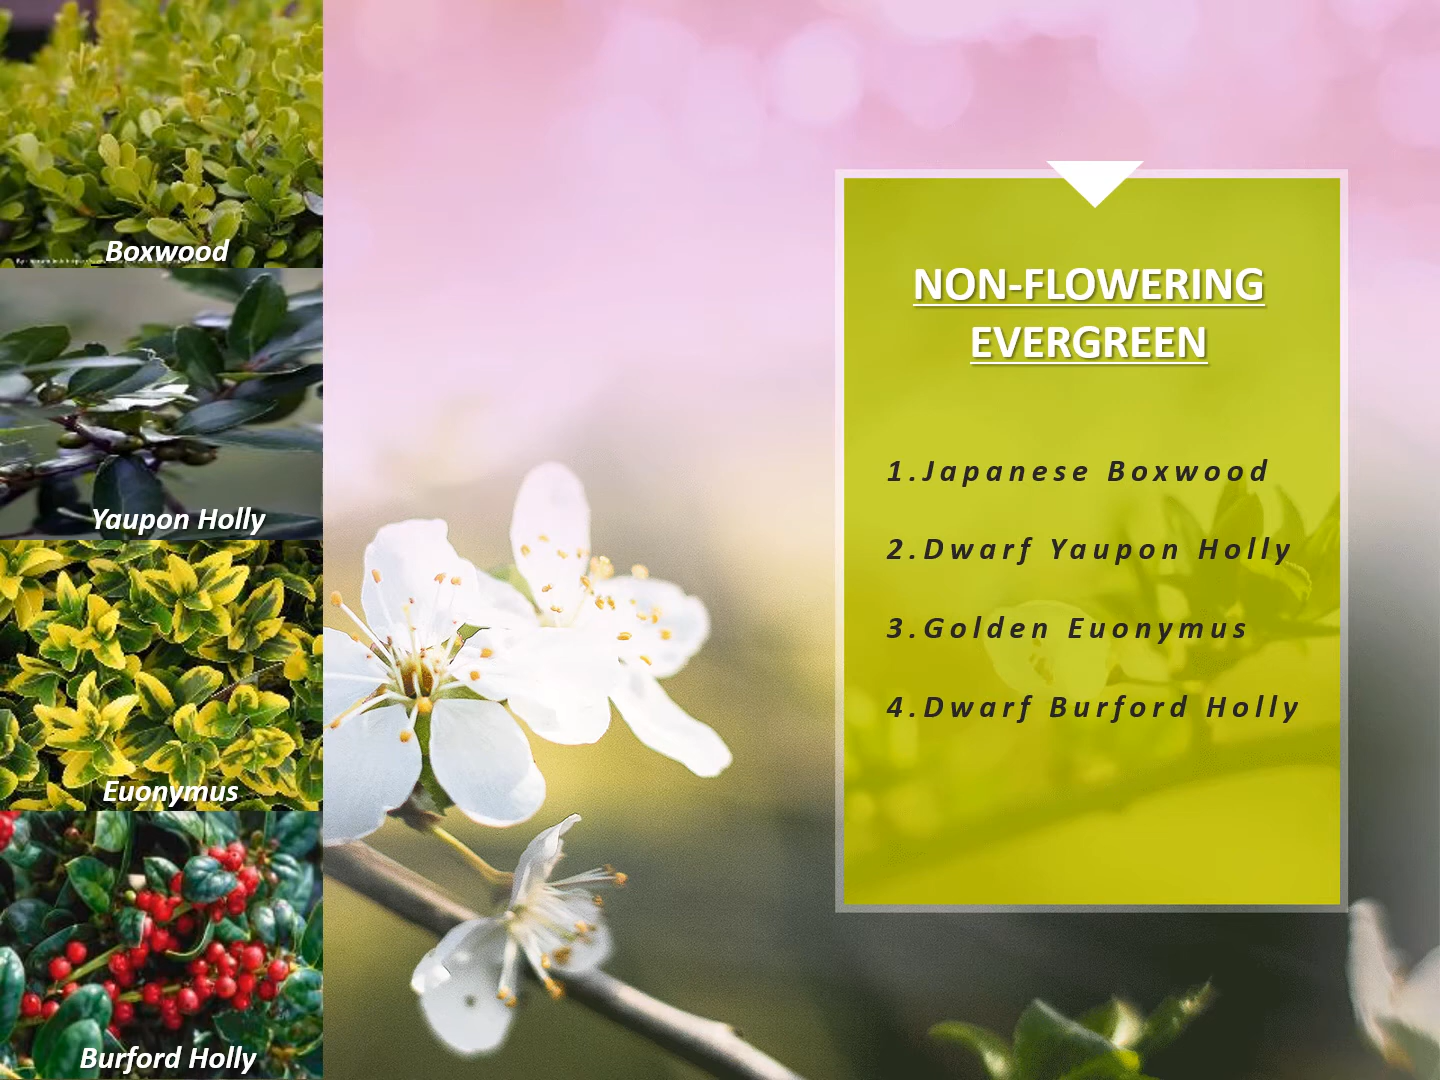 Boxwood
Yaupon Holly
Euonymus
Burford Holly
NON-FLOWERING
EVERGREEN
1.Japanese Boxwood
2.Dwarf Yaupon Holly
3.Golden Euonymus
4.Dwarf Burford Holly